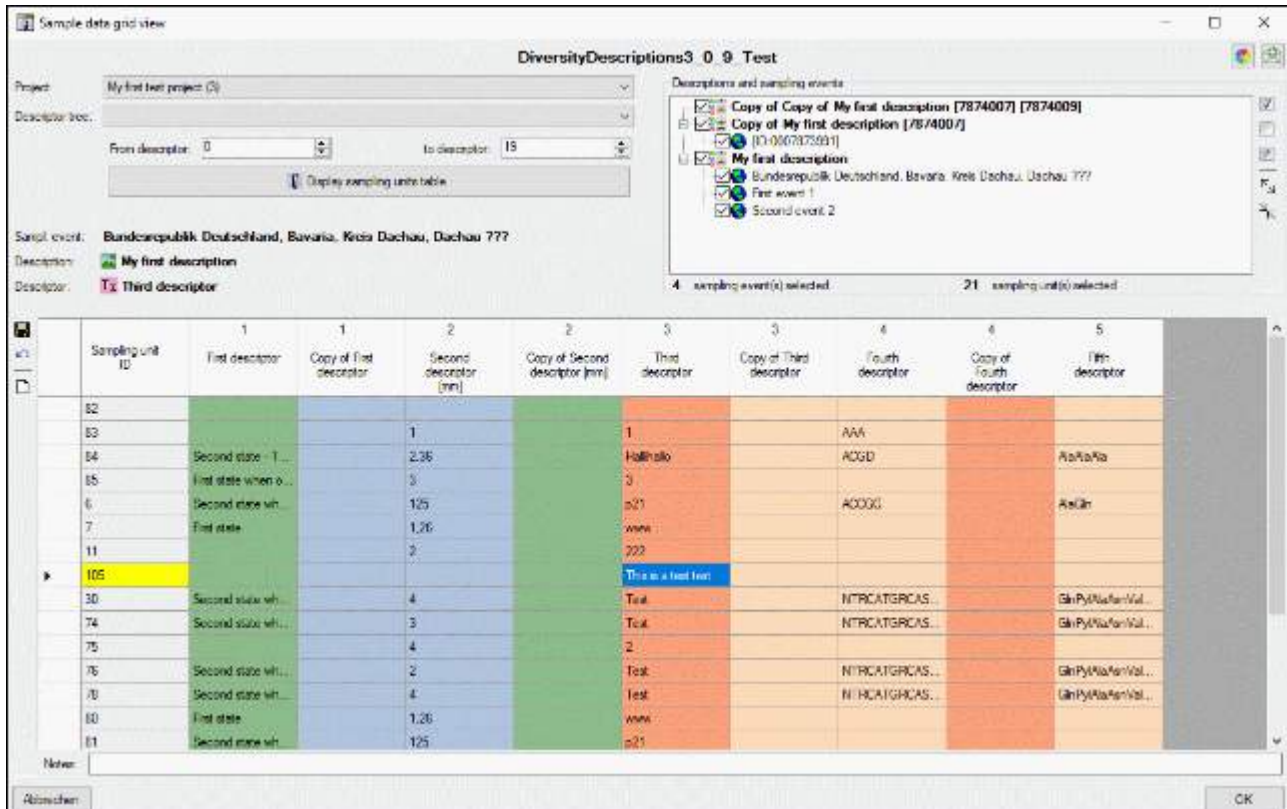 Sample data grid view
DiversityDescriptions3_0_9_Test
Project: My first test project (3)
Descriptor tree:
From descriptor: 0 to descriptor: 19
Display sampling units table
Descriptions and sampling events
Copy of Copy of My first description [7874007] [7874009]
Copy of My first description [7874007]
[ID:0007873991]
My first description
Bundesrepublik Deutschland, Bavaria, Kreis Dachau, Dachau ???
First event 1
Second event 2
4 sampling event(s) selected 21 sampling unit(s) selected
Sampl. event: Bundesrepublik Deutschland, Bavaria, Kreis Dachau, Dachau ???
Description: My first description
Descriptor: Tx Third descriptor
1 1 2 2 3 3 4 4 5
Sampling unit ID First descriptor Copy of First descriptor Second descriptor [mm] Copy of Second descriptor [mm] Third descriptor Copy of Third descriptor Fourth descriptor Copy of Fourth descriptor Fifth descriptor
82
83 1 1 AAA
84 Second state - T... 2,36 Hallihallo ACGD AlaAlaAla
85 First state when o... 3 3
6 Second state wh... 125 o21 ACCGG AlaGln
7 First state 1,26 www
11 2 222
105 This is a test text
30 Second state wh... 4 Test NTRCATGRCAS... GlnPylAlaAsnVal...
74 Second state wh... 3 Test NTRCATGRCAS... GlnPylAlaAsnVal...
75 4 2
76 Second state wh... 2 Test NTRCATGRCAS... GlnPylAlaAsnVal...
78 Second state wh... 4 Test NTRCATGRCAS... GlnPylAlaAsnVal...
80 First state 1,26 www
81 Second state wh... 125 o21
Notes:
Abbrechen OK